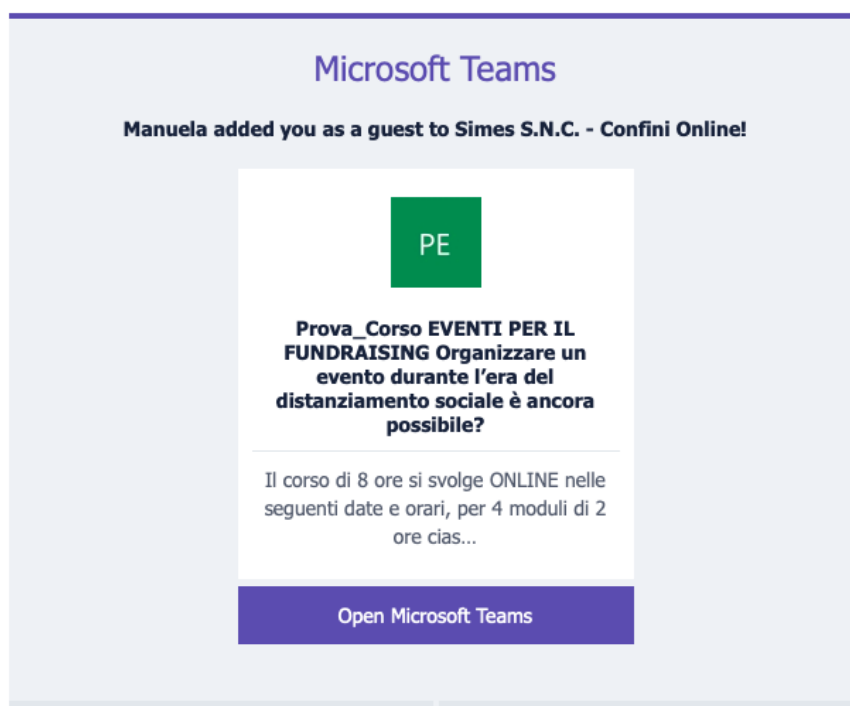 Microsoft Teams
Manuela added you as a guest to Simes S.N.C. - Confini Online!
PE
Prova_Corso EVENTI PER IL
FUNDRAISING Organizzare un
evento durante l’era del
distanziamento sociale è ancora
possibile?
Il corso di 8 ore si svolge ONLINE nelle
seguenti date e orari, per 4 moduli di 2
ore cias...
Open Microsoft Teams